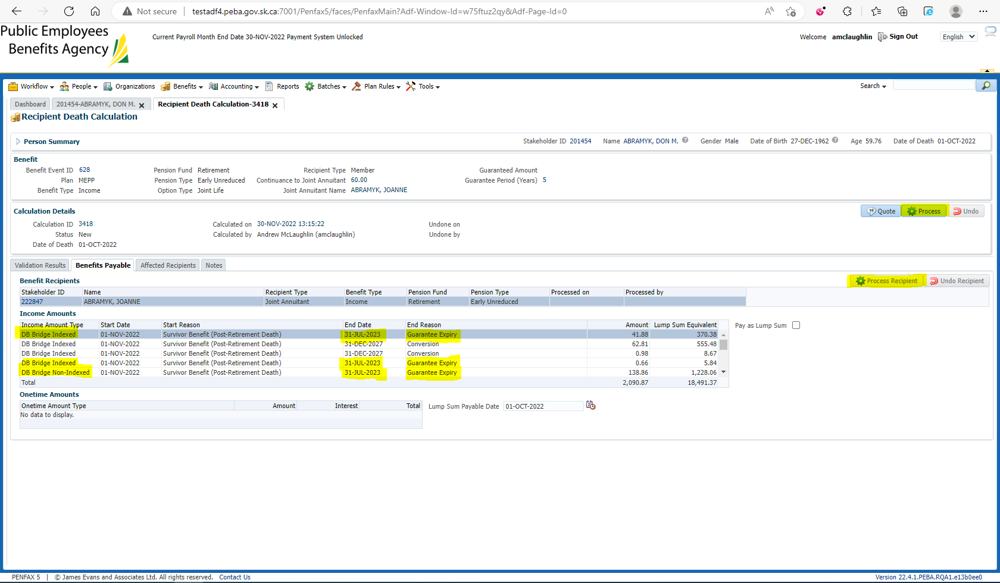 Not secure | testadf4.peba.gov.sk.ca:7001/Penfax5/faces/PenfaxMain?Adf-Window-Id=w75ftuz2qy&Adf-Page-Id=0
Public Employees
Benefits Agency
Current Payroll Month End Date 30-NOV-2022 Payment System Unlocked
Welcome amclaughlin Sign Out English
Workflow People Organizations Benefits Accounting Reports Batches Plan Rules Tools Search
Dashboard 201454-ABRAMYK, DON M. Recipient Death Calculation-3418
Recipient Death Calculation
Person Summary Stakeholder ID 201454 Name ABRAMYK, DON M. Gender Male Date of Birth 27-DEC-1962 Age 59.76 Date of Death 01-OCT-2022
Benefit
Benefit Event ID 628 Pension Fund Retirement Recipient Type Member Guaranteed Amount
Plan MEPP Pension Type Early Unreduced Continuance to Joint Annuitant 60.00 Guarantee Period (Years) 5
Benefit Type Income Option Type Joint Life Joint Annuitant Name ABRAMYK, JOANNE
Calculation Details Quote Process Undo
Calculation ID 3418 Calculated on 30-NOV-2022 13:15:22 Undone on
Status New Calculated by Andrew McLaughlin (amclaughlin) Undone by
Date of Death 01-OCT-2022
Validation Results Benefits Payable Affected Recipients Notes
Benefit Recipients Process Recipient Undo Recipient
Stakeholder ID Name Recipient Type Benefit Type Pension Fund Pension Type Processed on Processed by
222847 ABRAMYK, JOANNE Joint Annuitant Income Retirement Early Unreduced
Income Amounts
Income Amount Type Start Date Start Reason End Date End Reason Amount Lump Sum Equivalent Pay as Lump Sum
DB Bridge Indexed 01-NOV-2022 Survivor Benefit (Post-Retirement Death) 31-JUL-2023 Guarantee Expiry 41.88 370.38
DB Bridge Indexed 01-NOV-2022 Survivor Benefit (Post-Retirement Death) 31-DEC-2027 Conversion 62.81 555.48
DB Bridge Indexed 01-NOV-2022 Survivor Benefit (Post-Retirement Death) 31-DEC-2027 Conversion 0.98 8.67
DB Bridge Indexed 01-NOV-2022 Survivor Benefit (Post-Retirement Death) 31-JUL-2023 Guarantee Expiry 0.66 5.84
DB Bridge Non-Indexed 01-NOV-2022 Survivor Benefit (Post-Retirement Death) 31-JUL-2023 Guarantee Expiry 138.86 1,228.06
Total 2,090.87 18,491.37
Onetime Amounts
Onetime Amount Type Amount Interest Total Lump Sum Payable Date 01-OCT-2022
No data to display.
PENFAX 5 | © James Evans and Associates Ltd. All rights reserved. Contact Us Version 22.4.1.PEBA.RQA1.e13b0ee0